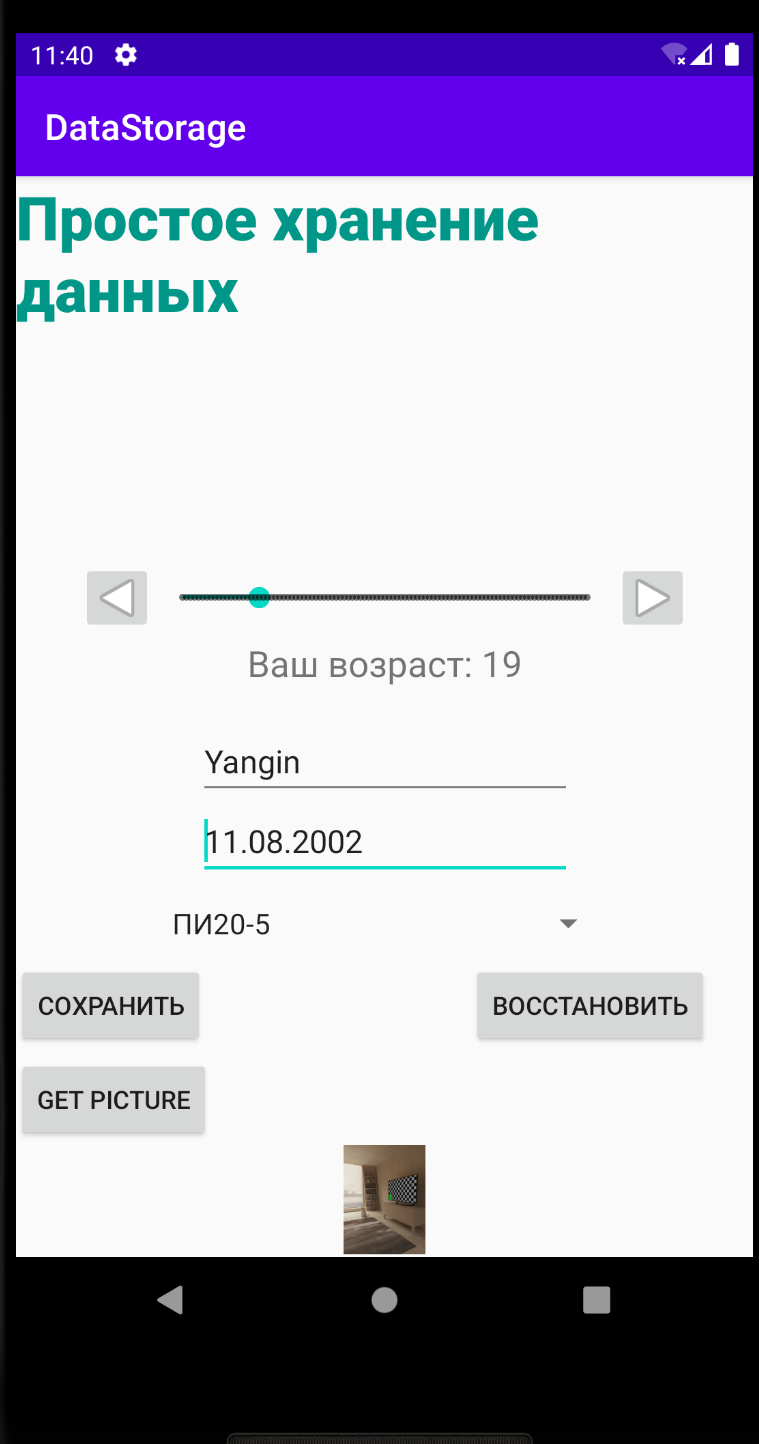 11:40
DataStorage
Простое хранение
данных
Ваш возраст: 19
Yangin
11.08.2002
ПИ20-5
СОХРАНИТЬ
ВОССТАНОВИТЬ
GET PICTURE